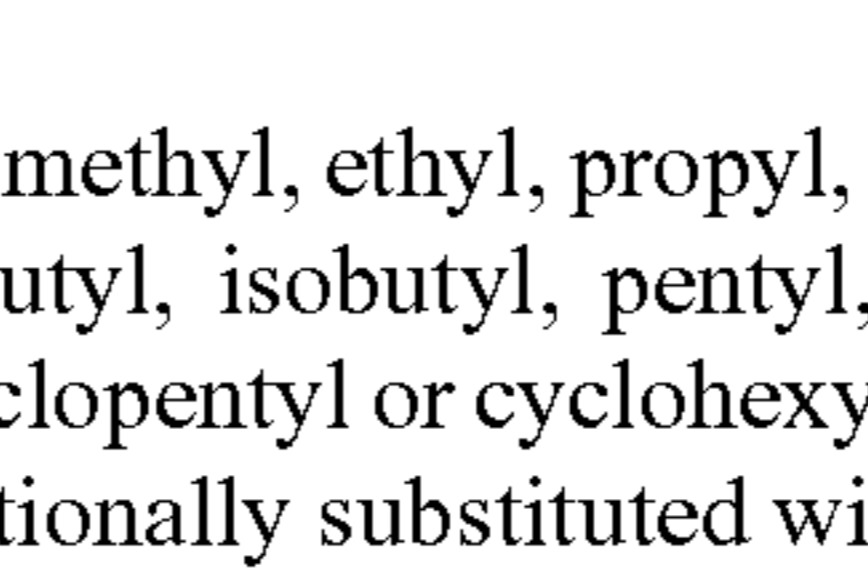 methyl, ethyl, propyl,
utyl, isobutyl, pentyl,
clopentyl or cyclohexy
tionally substituted wi